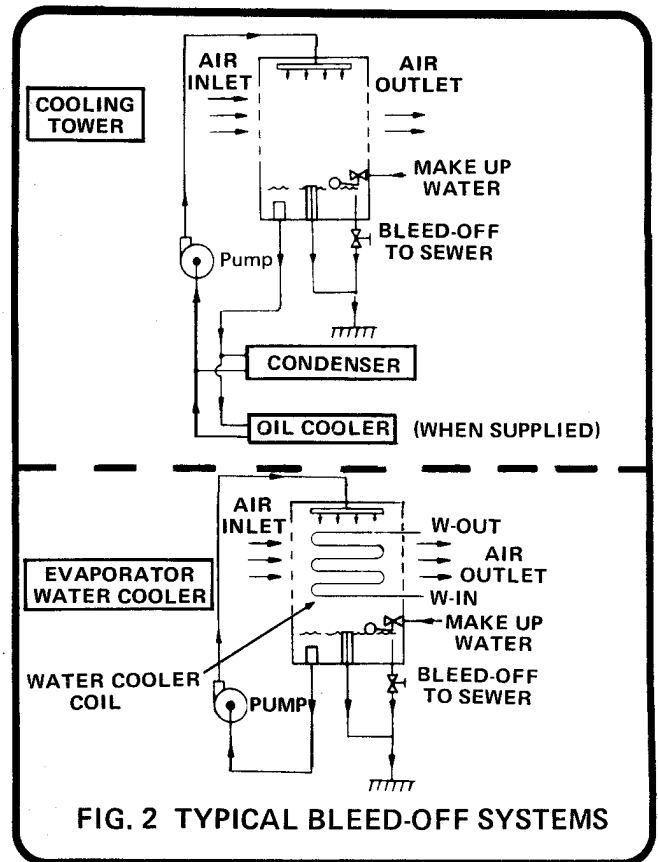 AIR
INLET
AIR
OUTLET
COOLING
TOWER
MAKE UP
WATER
BLEED-OFF
TO SEWER
Pump
CONDENSER
OIL COOLER (WHEN SUPPLIED)
AIR
INLET
W-OUT
AIR
OUTLET
EVAPORATOR
WATER COOLER
W-IN
MAKE UP
WATER
WATER COOLER
COIL
BLEED-OFF
TO SEWER
PUMP
FIG. 2 TYPICAL BLEED-OFF SYSTEMS